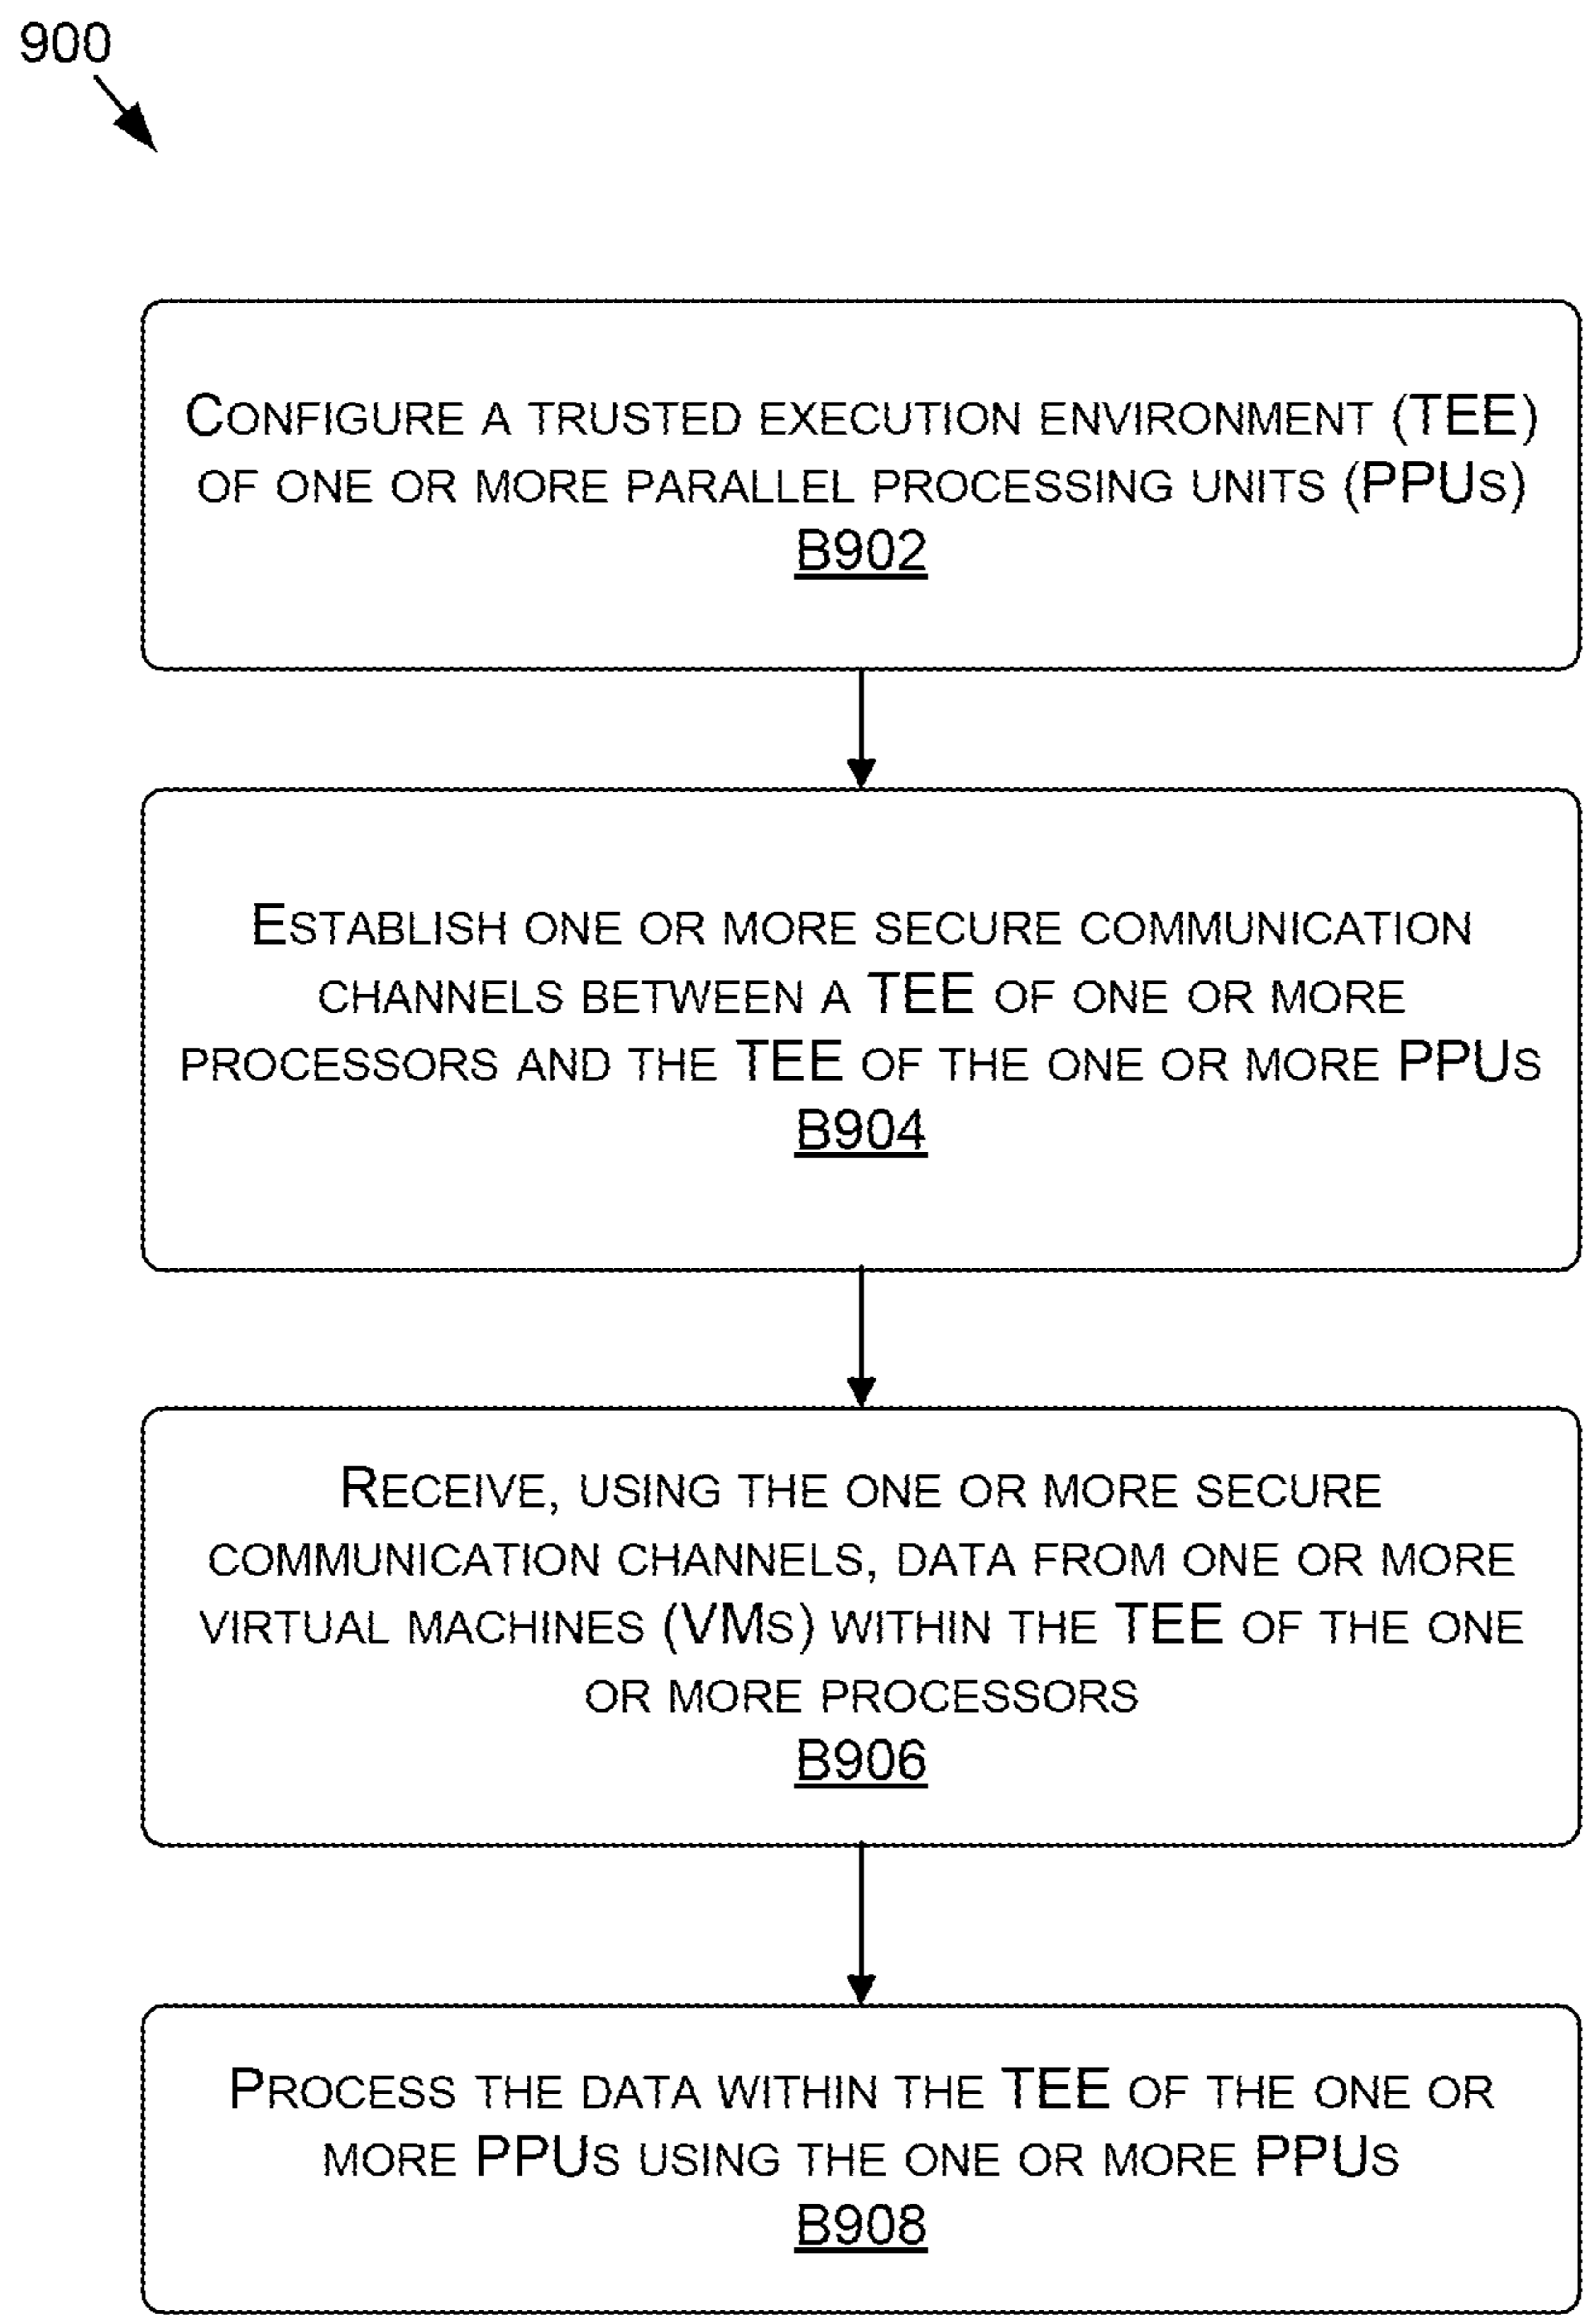 900
CONFIGURE A TRUSTED EXECUTION ENVIRONMENT (TEE)
OF ONE OR MORE PARALLEL PROCESSING UNITS (PPUS)
B902
ESTABLISH ONE OR MORE SECURE COMMUNICATION
CHANNELS BETWEEN A TEE OF ONE OR MORE
PROCESSORS AND THE TEE OF THE ONE OR MORE PPUS
B904
RECEIVE, USING THE ONE OR MORE SECURE
COMMUNICATION CHANNELS, DATA FROM ONE OR MORE
VIRTUAL MACHINES (VMS) WITHIN THE TEE OF THE ONE
OR MORE PROCESSORS
B906
PROCESS THE DATA WITHIN THE TEE OF THE ONE OR
MORE PPUS USING THE ONE OR MORE PPUS
B908